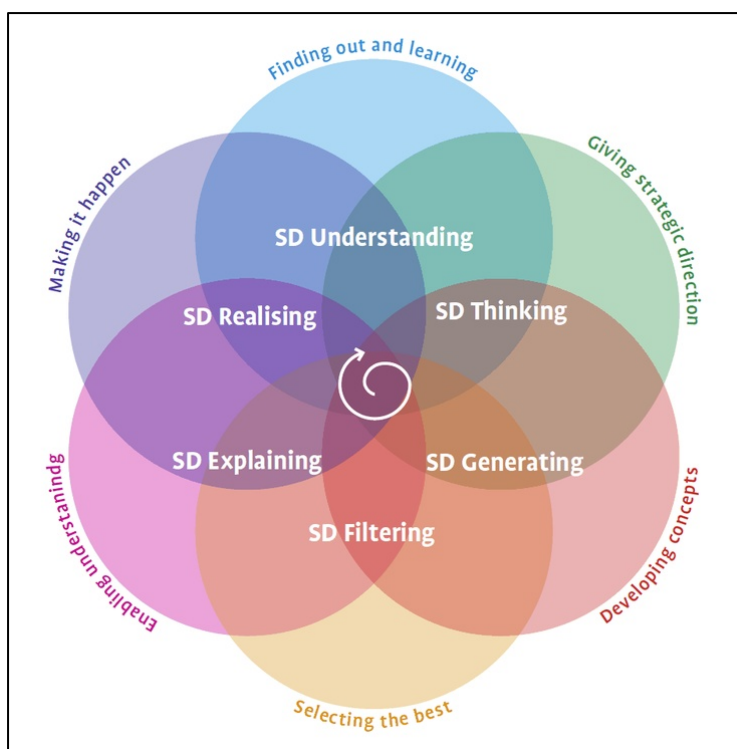 Finding out and learning
Giving strategic direction
Making it happen
SD Understanding
SD Realising
SD Thinking
SD Explaining
SD Generating
SD Filtering
Enabling understanindg
Developing concepts
Selecting the best